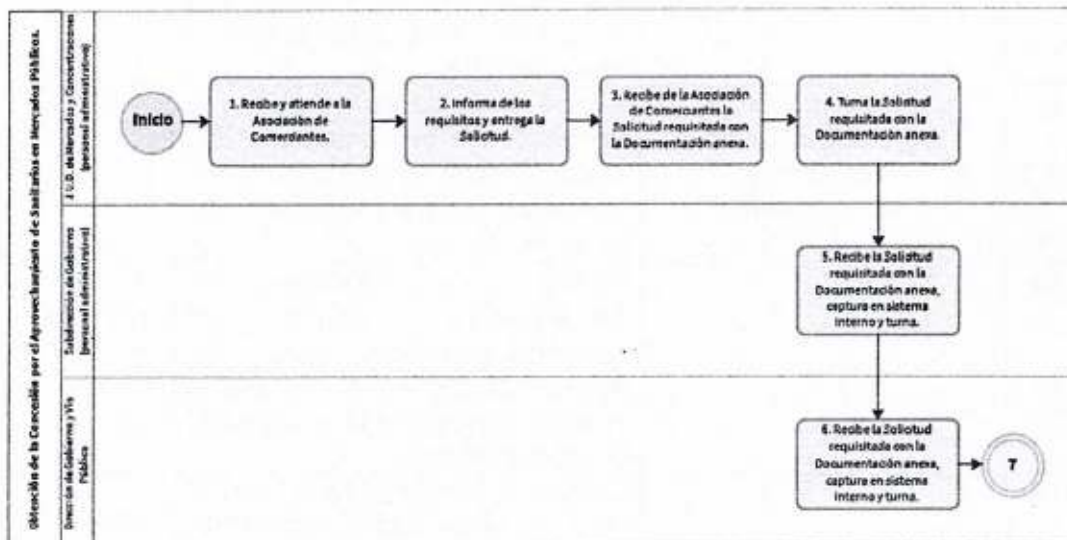 Obtención de la Concesión por el Aprovechamiento de Sanitarios en Mercados Públicos.
J.U.D. de Mercados y Concentraciones
(personal administrativo)
Inicio
1. Recibe y atiende a la
Asociación de
Comerciantes.
2. Informa de los
requisitos y entrega la
Solicitud.
3. Recibe de la Asociación
de Comerciantes la
Solicitud requisitada con
la Documentación anexa.
4. Turna la Solicitud
requisitada con la
Documentación anexa.
Subdirección de Gobierno
(personal administrativo)
5. Recibe la Solicitud
requisitada con la
Documentación anexa,
captura en sistema
interno y turna.
Dirección de Gobierno y Vía
Pública
6. Recibe la Solicitud
requisitada con la
Documentación anexa,
captura en sistema
interno y turna.
7